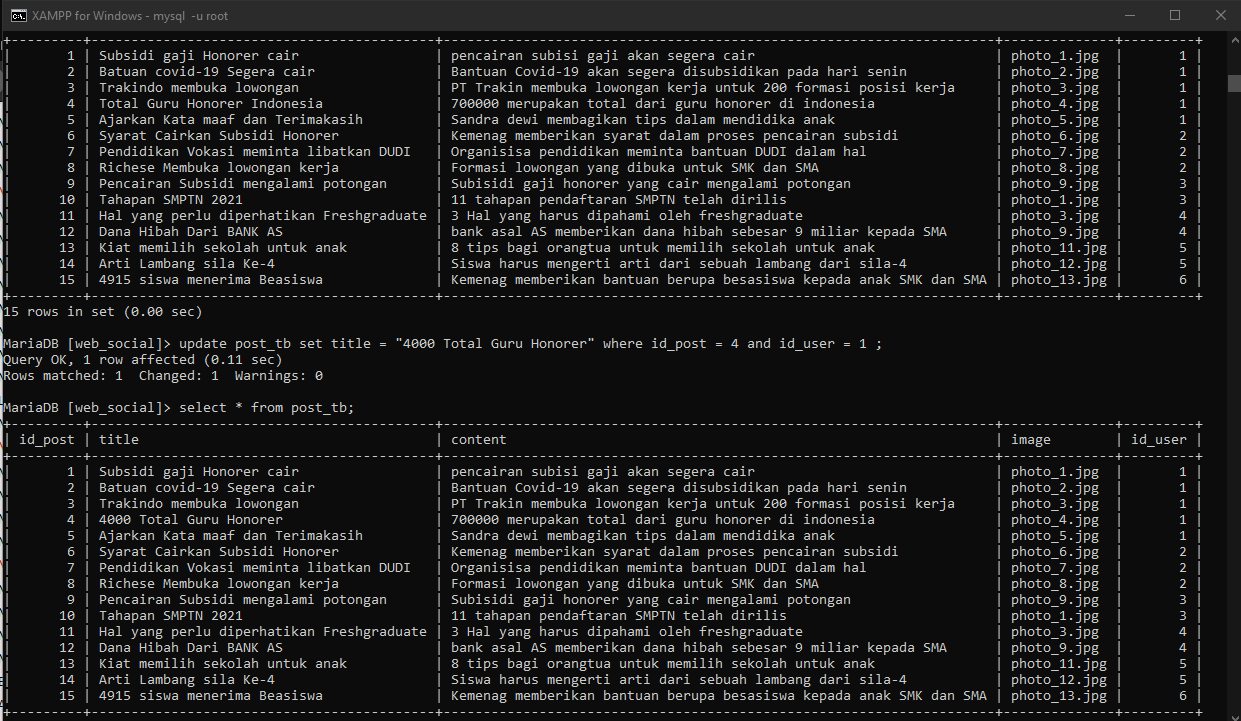 XAMPP for Windows - mysql -u root
+---------+-------------------------------------------+---------------------------------------------------------------------+--------------+---------+
| 1 | Subsidi gaji Honorer cair | pencairan subisi gaji akan segera cair | photo_1.jpg | 1 |
| 2 | Batuan covid-19 Segera cair | Bantuan Covid-19 akan segera disubsidikan pada hari senin | photo_2.jpg | 1 |
| 3 | Trakindo membuka lowongan | PT Trakin membuka lowongan kerja untuk 200 formasi posisi kerja | photo_3.jpg | 1 |
| 4 | Total Guru Honorer Indonesia | 700000 merupakan total dari guru honorer di indonesia | photo_4.jpg | 1 |
| 5 | Ajarkan Kata maaf dan Terimakasih | Sandra dewi membagikan tips dalam mendidika anak | photo_5.jpg | 1 |
| 6 | Syarat Cairkan Subsidi Honorer | Kemenag memberikan syarat dalam proses pencairan subsidi | photo_6.jpg | 2 |
| 7 | Pendidikan Vokasi meminta libatkan DUDI | Organisisa pendidikan meminta bantuan DUDI dalam hal | photo_7.jpg | 2 |
| 8 | Richese Membuka lowongan kerja | Formasi lowongan yang dibuka untuk SMK dan SMA | photo_8.jpg | 2 |
| 9 | Pencairan Subsidi mengalami potongan | Subisidi gaji honorer yang cair mengalami potongan | photo_9.jpg | 3 |
| 10 | Tahapan SMPTN 2021 | 11 tahapan pendaftaran SMPTN telah dirilis | photo_1.jpg | 3 |
| 11 | Hal yang perlu diperhatikan Freshgraduate | 3 Hal yang harus dipahami oleh freshgraduate | photo_3.jpg | 4 |
| 12 | Dana Hibah Dari BANK AS | bank asal AS memberikan dana hibah sebesar 9 miliar kepada SMA | photo_9.jpg | 4 |
| 13 | Kiat memilih sekolah untuk anak | 8 tips bagi orangtua untuk memilih sekolah untuk anak | photo_11.jpg | 5 |
| 14 | Arti Lambang sila Ke-4 | Siswa harus mengerti arti dari sebuah lambang dari sila-4 | photo_12.jpg | 5 |
| 15 | 4915 siswa menerima Beasiswa | Kemenag memberikan bantuan berupa besasiswa kepada anak SMK dan SMA | photo_13.jpg | 6 |
+---------+-------------------------------------------+---------------------------------------------------------------------+--------------+---------+
15 rows in set (0.00 sec)
MariaDB [web_social]> update post_tb set title = "4000 Total Guru Honorer" where id_post = 4 and id_user = 1 ;
Query OK, 1 row affected (0.11 sec)
Rows matched: 1  Changed: 1  Warnings: 0
MariaDB [web_social]> select * from post_tb;
+---------+-------------------------------------------+---------------------------------------------------------------------+--------------+---------+
| id_post | title | content | image | id_user |
+---------+-------------------------------------------+---------------------------------------------------------------------+--------------+---------+
| 1 | Subsidi gaji Honorer cair | pencairan subisi gaji akan segera cair | photo_1.jpg | 1 |
| 2 | Batuan covid-19 Segera cair | Bantuan Covid-19 akan segera disubsidikan pada hari senin | photo_2.jpg | 1 |
| 3 | Trakindo membuka lowongan | PT Trakin membuka lowongan kerja untuk 200 formasi posisi kerja | photo_3.jpg | 1 |
| 4 | 4000 Total Guru Honorer | 700000 merupakan total dari guru honorer di indonesia | photo_4.jpg | 1 |
| 5 | Ajarkan Kata maaf dan Terimakasih | Sandra dewi membagikan tips dalam mendidika anak | photo_5.jpg | 1 |
| 6 | Syarat Cairkan Subsidi Honorer | Kemenag memberikan syarat dalam proses pencairan subsidi | photo_6.jpg | 2 |
| 7 | Pendidikan Vokasi meminta libatkan DUDI | Organisisa pendidikan meminta bantuan DUDI dalam hal | photo_7.jpg | 2 |
| 8 | Richese Membuka lowongan kerja | Formasi lowongan yang dibuka untuk SMK dan SMA | photo_8.jpg | 2 |
| 9 | Pencairan Subsidi mengalami potongan | Subisidi gaji honorer yang cair mengalami potongan | photo_9.jpg | 3 |
| 10 | Tahapan SMPTN 2021 | 11 tahapan pendaftaran SMPTN telah dirilis | photo_1.jpg | 3 |
| 11 | Hal yang perlu diperhatikan Freshgraduate | 3 Hal yang harus dipahami oleh freshgraduate | photo_3.jpg | 4 |
| 12 | Dana Hibah Dari BANK AS | bank asal AS memberikan dana hibah sebesar 9 miliar kepada SMA | photo_9.jpg | 4 |
| 13 | Kiat memilih sekolah untuk anak | 8 tips bagi orangtua untuk memilih sekolah untuk anak | photo_11.jpg | 5 |
| 14 | Arti Lambang sila Ke-4 | Siswa harus mengerti arti dari sebuah lambang dari sila-4 | photo_12.jpg | 5 |
| 15 | 4915 siswa menerima Beasiswa | Kemenag memberikan bantuan berupa besasiswa kepada anak SMK dan SMA | photo_13.jpg | 6 |
+---------+-------------------------------------------+---------------------------------------------------------------------+--------------+---------+